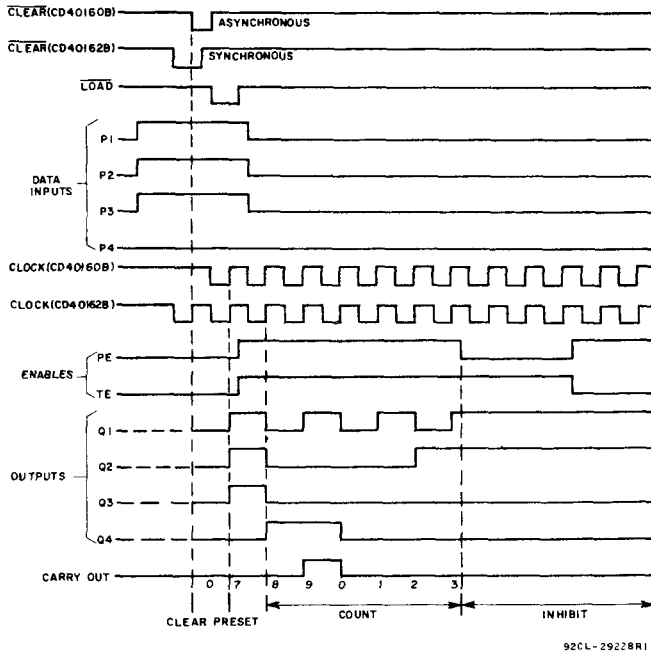 CLEAR(CD40160B)
ASYNCHRONOUS
CLEAR(CD40162B)
SYNCHRONOUS
LOAD
P1
P2
DATA INPUTS
P3
P4
CLOCK(CD40160B)
CLOCK(CD40162B)
PE
ENABLES
TE
Q1
Q2
OUTPUTS
Q3
Q4
CARRY OUT
0 7 8 9 0 1 2 3
CLEAR PRESET COUNT INHIBIT
92CL-29228R1